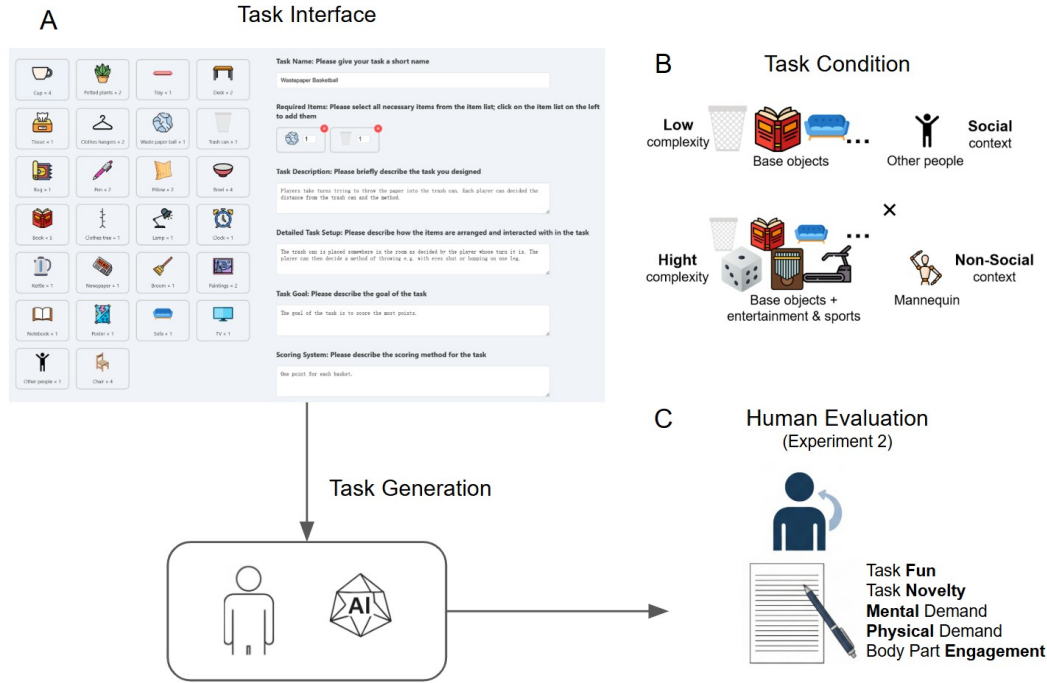 A
Task Interface
Cup × 4
Potted plants × 2
Tray × 1
Desk × 2
Tissue × 1
Clothes hangers × 2
Waste paper ball × 1
Trash can × 1
Bag × 1
Pen × 2
Pillow × 2
Bowl × 4
Book × 5
Clothes tree × 1
Lamp × 1
Clock × 1
Kettle × 1
Newspaper × 1
Broom × 1
Paintings × 2
Notebook × 1
Poster × 1
Sofa × 1
TV × 1
Other people × 1
Chair × 4
Task Name: Please give your task a short name
Wastepaper Basketball
Required Items: Please select all necessary items from the item list; click on the item list on the left
to add them
1
1
Task Description: Please briefly describe the task you designed
Players take turns trying to throw the paper into the trash can. Each player can decided the
distance from the trash can and the method.
Detailed Task Setup: Please describe how the items are arranged and interacted with in the task
The trash can is placed somewhere in the room as decided by the player whose turn it is. The
player can then decide a method of throwing e.g. with eyes shut or hopping on one leg.
Task Goal: Please describe the goal of the task
The goal of the task is to score the most points.
Scoring System: Please describe the scoring method for the task
One point for each basket.
Task Generation
AI
B
Task Condition
Low
complexity
...
Base objects
Other people
Social
context
×
Hight
complexity
...
Base objects +
entertainment & sports
Mannequin
Non-Social
context
C
Human Evaluation
(Experiment 2)
Task Fun
Task Novelty
Mental Demand
Physical Demand
Body Part Engagement